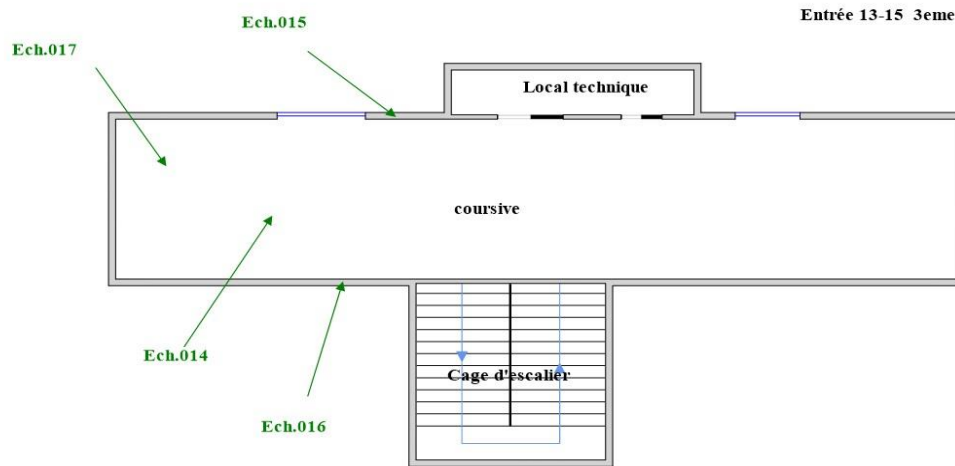 Entrée 13-15 3eme
Ech.015
Ech.017
Local technique
coursive
Ech.014
Cage d'escalier
Ech.016